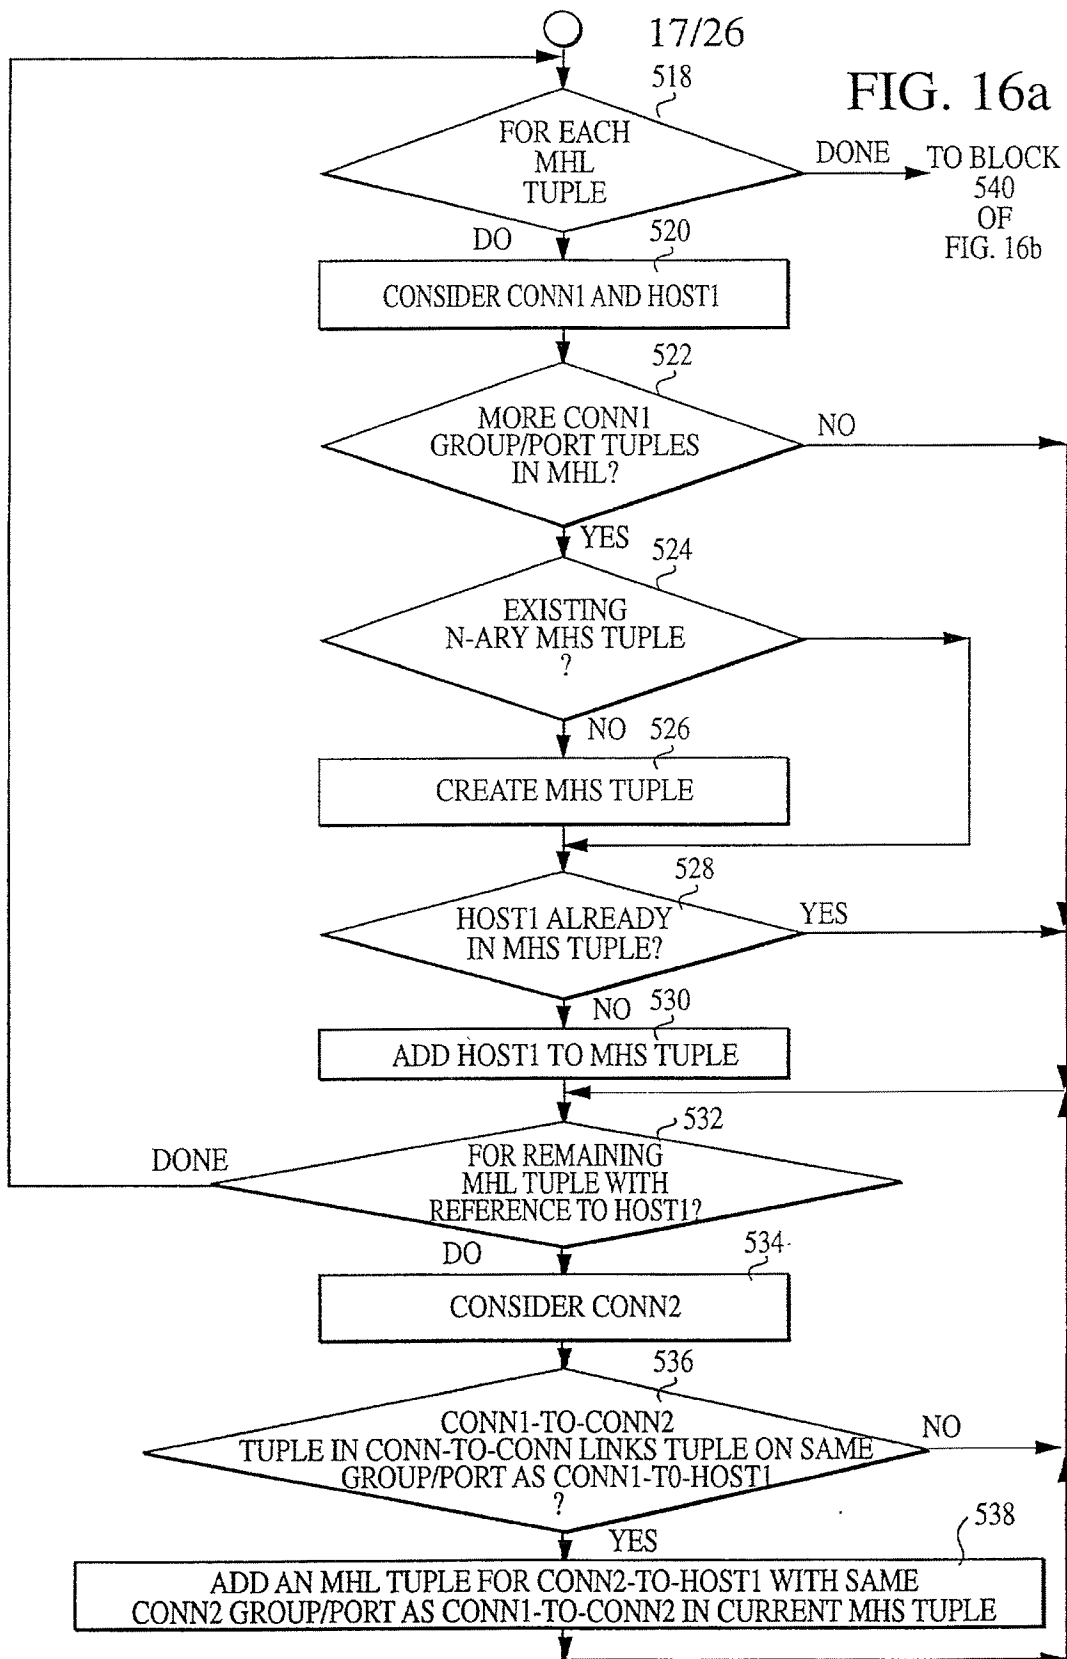 17/26
FIG. 16a
518
FOR EACH
MHL
TUPLE
DONE
TO BLOCK
540
OF
FIG. 16b
DO
520
CONSIDER CONN1 AND HOST1
522
MORE CONN1
GROUP/PORT TUPLES
IN MHL?
NO
YES
524
EXISTING
N-ARY MHS TUPLE
?
NO
526
CREATE MHS TUPLE
528
HOST1 ALREADY
IN MHS TUPLE?
YES
NO
530
ADD HOST1 TO MHS TUPLE
532
FOR REMAINING
MHL TUPLE WITH
REFERENCE TO HOST1?
DONE
DO
534
CONSIDER CONN2
536
CONN1-TO-CONN2
TUPLE IN CONN-TO-CONN LINKS TUPLE ON SAME
GROUP/PORT AS CONN1-T0-HOST1
?
NO
YES
538
ADD AN MHL TUPLE FOR CONN2-TO-HOST1 WITH SAME
CONN2 GROUP/PORT AS CONN1-TO-CONN2 IN CURRENT MHS TUPLE